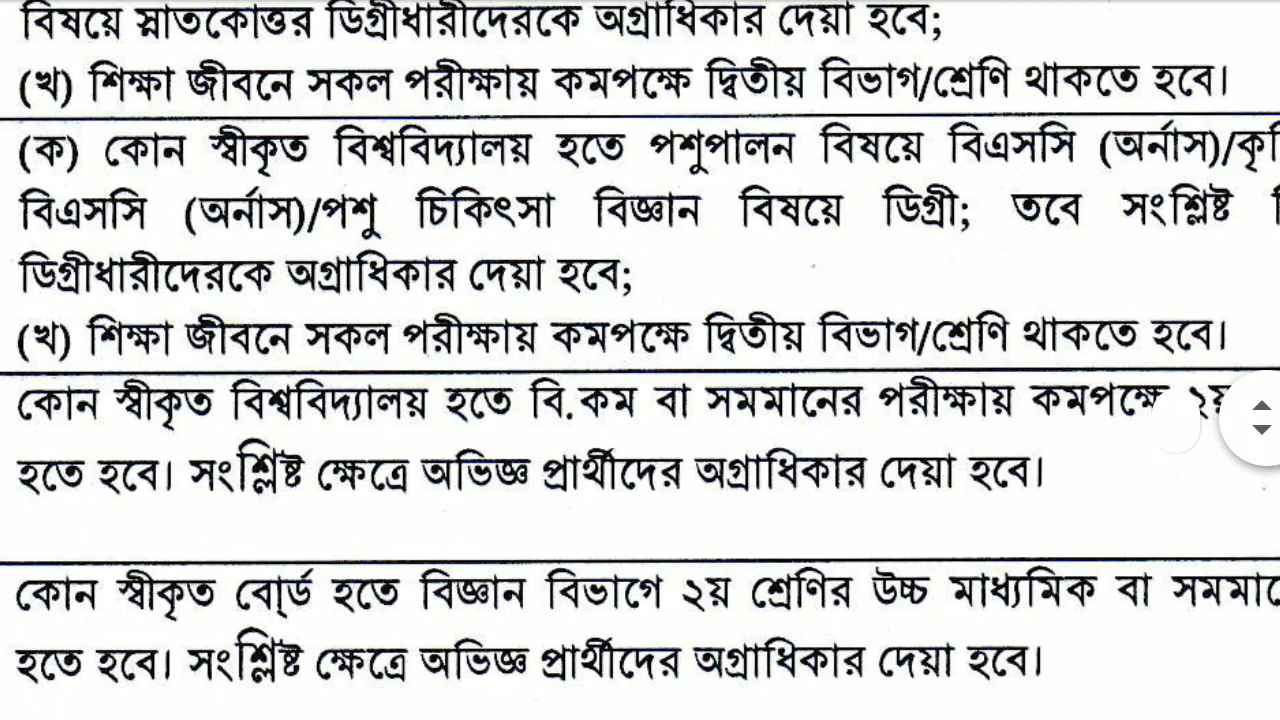 বিষয়ে স্নাতকোত্তর ডিগ্রীধারীদেরকে অগ্রাধিকার দেয়া হবে;
(খ) শিক্ষা জীবনে সকল পরীক্ষায় কমপক্ষে দ্বিতীয় বিভাগ/শ্রেণি থাকতে হবে।
(ক) কোন স্বীকৃত বিশ্ববিদ্যালয় হতে পশুপালন বিষয়ে বিএসসি (অর্নাস)/
বিএসসি (অর্নাস)/পশু চিকিৎসা বিজ্ঞান বিষয়ে ডিগ্রী; তবে সংশ্লিষ্ট
ডিগ্রীধারীদেরকে অগ্রাধিকার দেয়া হবে;
(খ) শিক্ষা জীবনে সকল পরীক্ষায় কমপক্ষে দ্বিতীয় বিভাগ/শ্রেণি থাকতে হবে।
কোন স্বীকৃত বিশ্ববিদ্যালয় হতে বি.কম বা সমমানের পরীক্ষায় কমপক্ষে ২য়
হতে হবে। সংশ্লিষ্ট ক্ষেত্রে অভিজ্ঞ প্রার্থীদের অগ্রাধিকার দেয়া হবে।
কোন স্বীকৃত বো্র্ড হতে বিজ্ঞান বিভাগে ২য় শ্রেণির উচ্চ মাধ্যমিক বা
হতে হবে। সংশ্লিষ্ট ক্ষেত্রে অভিজ্ঞ প্রার্থীদের অগ্রাধিকার দেয়া হবে।